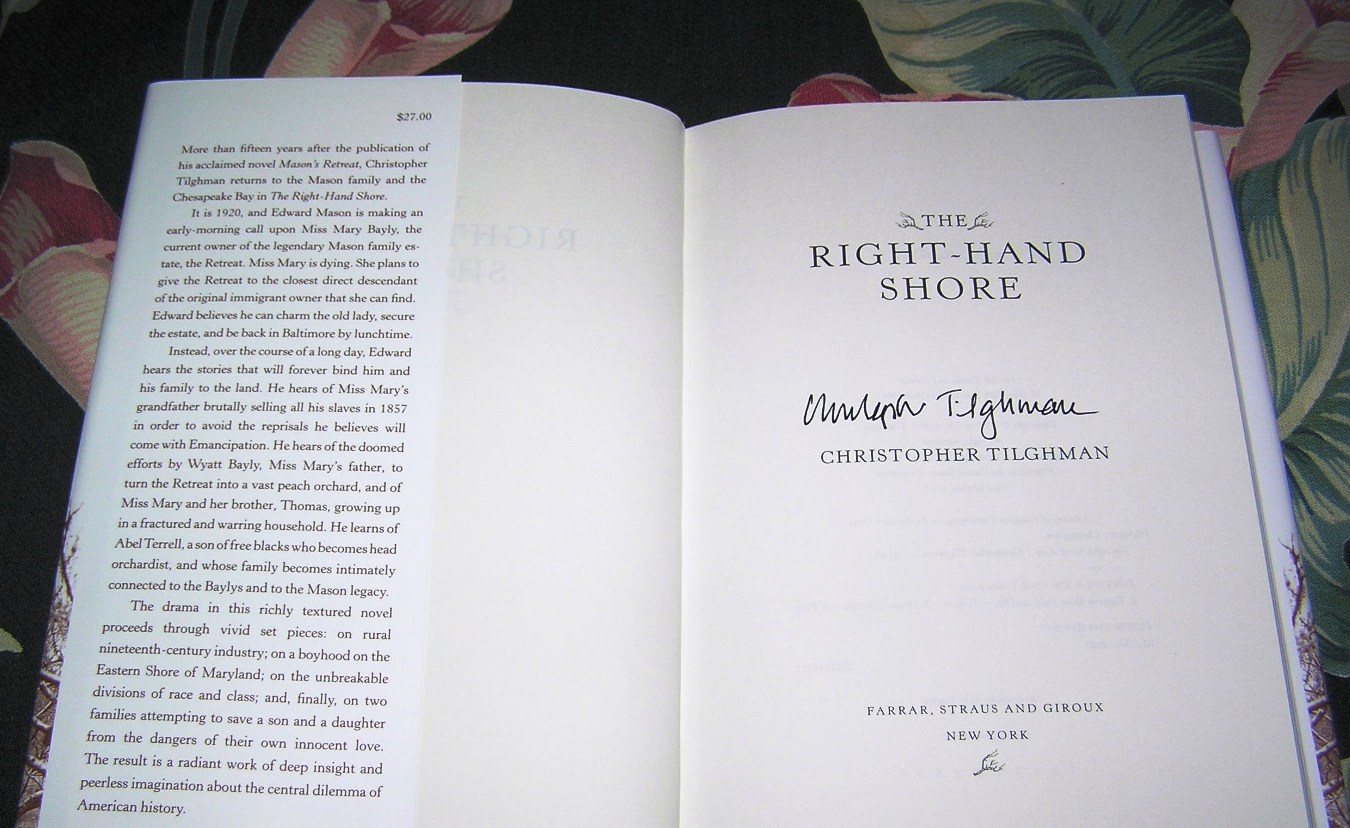 $27.00
More than fifteen years after the publication of
his acclaimed novel Mason's Retreat, Christopher
Tilghman returns to the Mason family and the
Chesapeake Bay in The Right-Hand Shore.
It is 1920, and Edward Mason is making an
early-morning call upon Miss Mary Bayly, the
current owner of the legendary Mason family es-
tate, the Retreat. Miss Mary is dying. She plans to
give the Retreat to the closest direct descendant
of the original immigrant owner that she can find.
Edward believes he can charm the old lady, secure
the estate, and be back in Baltimore by lunchtime.
Instead, over the course of a long day, Edward
hears the stories that will forever bind him and
his family to the land. He hears of Miss Mary's
grandfather brutally selling all his slaves in 1857
in order to avoid the reprisals he believes will
come with Emancipation. He hears of the doomed
efforts by Wyatt Bayly, Miss Mary's father, to
turn the Retreat into a vast peach orchard, and of
Miss Mary and her brother, Thomas, growing up
in a fractured and warring household. He learns of
Abel Terrell, a son of free blacks who becomes head
orchardist, and whose family becomes intimately
connected to the Baylys and to the Mason legacy.
The drama in this richly textured novel
proceeds through vivid set pieces: on rural
nineteenth-century industry; on a boyhood on the
Eastern Shore of Maryland; on the unbreakable
divisions of race and class; and, finally, on two
families attempting to save a son and a daughter
from the dangers of their own innocent love.
The result is a radiant work of deep insight and
peerless imagination about the central dilemma of
American history.
THE
RIGHT-HAND
SHORE
Christopher Tilghman
CHRISTOPHER TILGHMAN
FARRAR, STRAUS AND GIROUX
NEW YORK